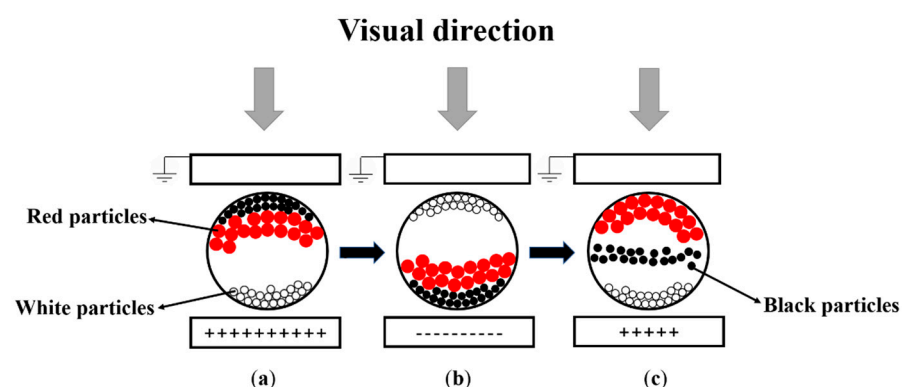 Visual direction
Red particles
White particles
Black particles
++++++++++
----------
+++++
(a)
(b)
(c)